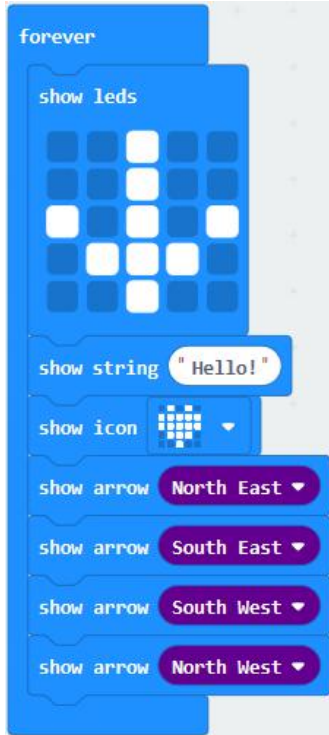 forever
show leds
show string "Hello!"
show icon
show arrow North East
show arrow South East
show arrow South West
show arrow North West